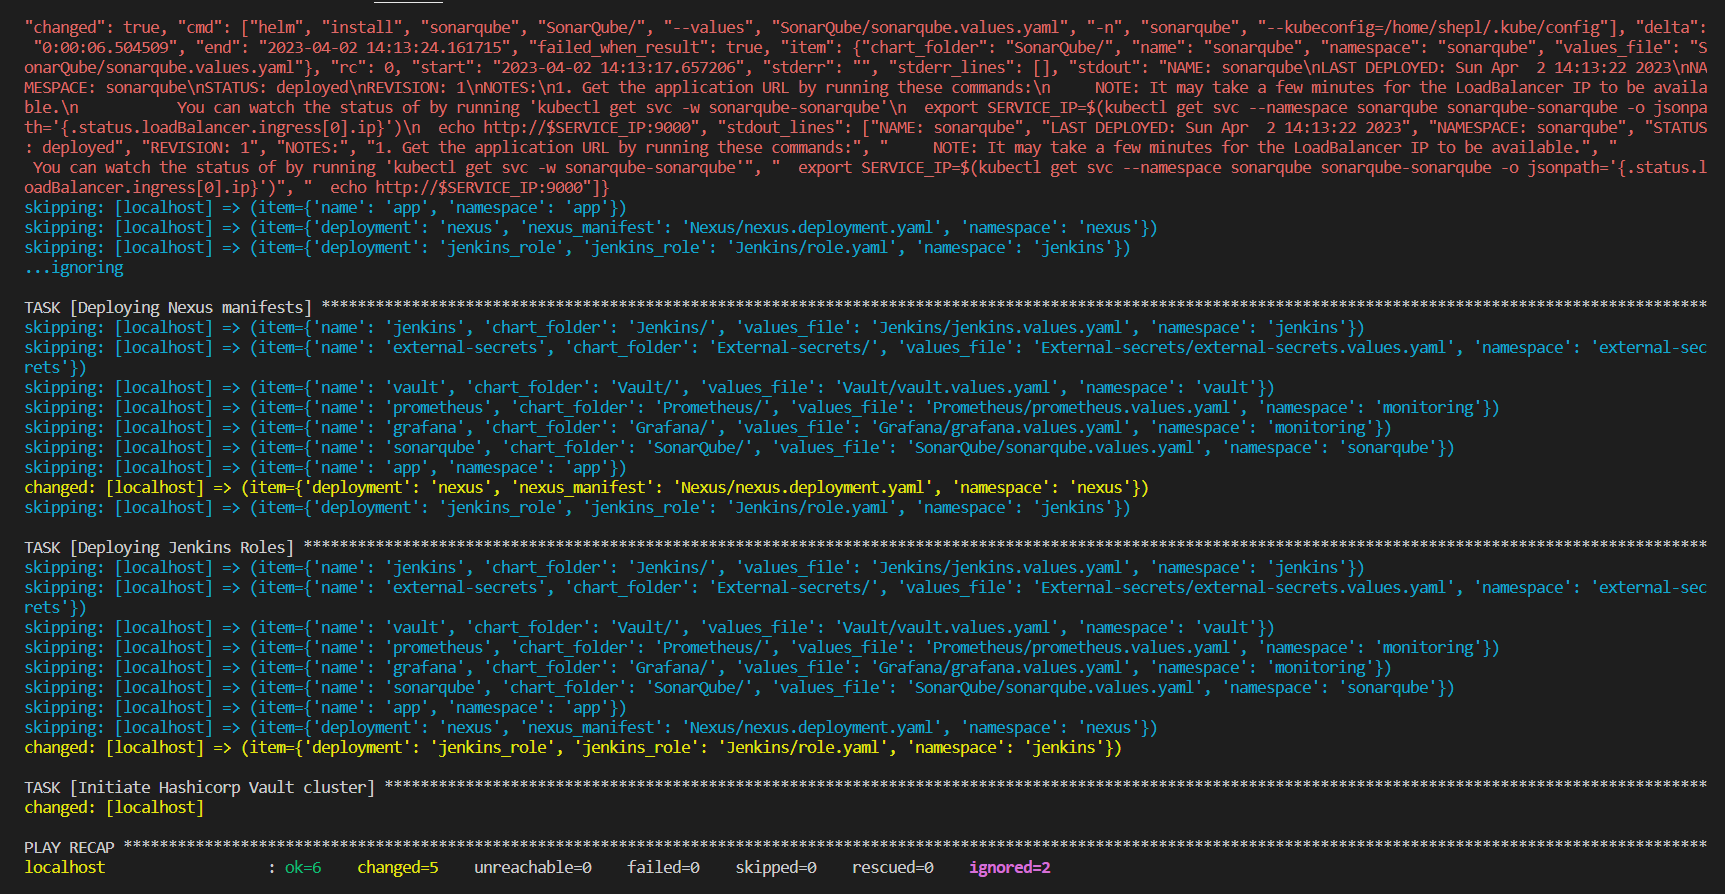 "changed": true, "cmd": ["helm", "install", "sonarqube", "SonarQube/", "--values", "SonarQube/sonarqube.values.yaml", "-n", "sonarqube", "--kubeconfig=/home/shepl/.kube/config"], "delta":
 "0:00:06.504509", "end": "2023-04-02 14:13:24.161715", "failed_when_result": true, "item": {"chart_folder": "SonarQube/", "name": "sonarqube", "namespace": "sonarqube", "values_file": "S
onarQube/sonarqube.values.yaml"}, "rc": 0, "start": "2023-04-02 14:13:17.657206", "stderr": "", "stderr_lines": [], "stdout": "NAME: sonarqube\nLAST DEPLOYED: Sun Apr  2 14:13:22 2023\nNA
MESPACE: sonarqube\nSTATUS: deployed\nREVISION: 1\nNOTES:\n1. Get the application URL by running these commands:\n     NOTE: It may take a few minutes for the LoadBalancer IP to be availa
ble.\n           You can watch the status of by running 'kubectl get svc -w sonarqube-sonarqube'\n  export SERVICE_IP=$(kubectl get svc --namespace sonarqube sonarqube-sonarqube -o jsonpa
th='{.status.loadBalancer.ingress[0].ip}')\n  echo http://$SERVICE_IP:9000", "stdout_lines": ["NAME: sonarqube", "LAST DEPLOYED: Sun Apr  2 14:13:22 2023", "NAMESPACE: sonarqube", "STATUS
: deployed", "REVISION: 1", "NOTES:", "1. Get the application URL by running these commands:", "     NOTE: It may take a few minutes for the LoadBalancer IP to be available.", "
 You can watch the status of by running 'kubectl get svc -w sonarqube-sonarqube'", "  export SERVICE_IP=$(kubectl get svc --namespace sonarqube sonarqube-sonarqube -o jsonpath='{.status.l
oadBalancer.ingress[0].ip}')", "  echo http://$SERVICE_IP:9000"]}
skipping: [localhost] => (item={'name': 'app', 'namespace': 'app'})
skipping: [localhost] => (item={'deployment': 'nexus', 'nexus_manifest': 'Nexus/nexus.deployment.yaml', 'namespace': 'nexus'})
skipping: [localhost] => (item={'deployment': 'jenkins_role', 'jenkins_role': 'Jenkins/role.yaml', 'namespace': 'jenkins'})
...ignoring
TASK [Deploying Nexus manifests] **********************************************************************************************************************************************************
skipping: [localhost] => (item={'name': 'jenkins', 'chart_folder': 'Jenkins/', 'values_file': 'Jenkins/jenkins.values.yaml', 'namespace': 'jenkins'})
skipping: [localhost] => (item={'name': 'external-secrets', 'chart_folder': 'External-secrets/', 'values_file': 'External-secrets/external-secrets.values.yaml', 'namespace': 'external-sec
rets'})
skipping: [localhost] => (item={'name': 'vault', 'chart_folder': 'Vault/', 'values_file': 'Vault/vault.values.yaml', 'namespace': 'vault'})
skipping: [localhost] => (item={'name': 'prometheus', 'chart_folder': 'Prometheus/', 'values_file': 'Prometheus/prometheus.values.yaml', 'namespace': 'monitoring'})
skipping: [localhost] => (item={'name': 'grafana', 'chart_folder': 'Grafana/', 'values_file': 'Grafana/grafana.values.yaml', 'namespace': 'monitoring'})
skipping: [localhost] => (item={'name': 'sonarqube', 'chart_folder': 'SonarQube/', 'values_file': 'SonarQube/sonarqube.values.yaml', 'namespace': 'sonarqube'})
skipping: [localhost] => (item={'name': 'app', 'namespace': 'app'})
changed: [localhost] => (item={'deployment': 'nexus', 'nexus_manifest': 'Nexus/nexus.deployment.yaml', 'namespace': 'nexus'})
skipping: [localhost] => (item={'deployment': 'jenkins_role', 'jenkins_role': 'Jenkins/role.yaml', 'namespace': 'jenkins'})
TASK [Deploying Jenkins Roles] ************************************************************************************************************************************************************
skipping: [localhost] => (item={'name': 'jenkins', 'chart_folder': 'Jenkins/', 'values_file': 'Jenkins/jenkins.values.yaml', 'namespace': 'jenkins'})
skipping: [localhost] => (item={'name': 'external-secrets', 'chart_folder': 'External-secrets/', 'values_file': 'External-secrets/external-secrets.values.yaml', 'namespace': 'external-sec
rets'})
skipping: [localhost] => (item={'name': 'vault', 'chart_folder': 'Vault/', 'values_file': 'Vault/vault.values.yaml', 'namespace': 'vault'})
skipping: [localhost] => (item={'name': 'prometheus', 'chart_folder': 'Prometheus/', 'values_file': 'Prometheus/prometheus.values.yaml', 'namespace': 'monitoring'})
skipping: [localhost] => (item={'name': 'grafana', 'chart_folder': 'Grafana/', 'values_file': 'Grafana/grafana.values.yaml', 'namespace': 'monitoring'})
skipping: [localhost] => (item={'name': 'sonarqube', 'chart_folder': 'SonarQube/', 'values_file': 'SonarQube/sonarqube.values.yaml', 'namespace': 'sonarqube'})
skipping: [localhost] => (item={'name': 'app', 'namespace': 'app'})
skipping: [localhost] => (item={'deployment': 'nexus', 'nexus_manifest': 'Nexus/nexus.deployment.yaml', 'namespace': 'nexus'})
changed: [localhost] => (item={'deployment': 'jenkins_role', 'jenkins_role': 'Jenkins/role.yaml', 'namespace': 'jenkins'})
TASK [Initiate Hashicorp Vault cluster] ***************************************************************************************************************************************************
changed: [localhost]
PLAY RECAP ********************************************************************************************************************************************************************************
localhost                  : ok=6    changed=5    unreachable=0    failed=0    skipped=0    rescued=0    ignored=2